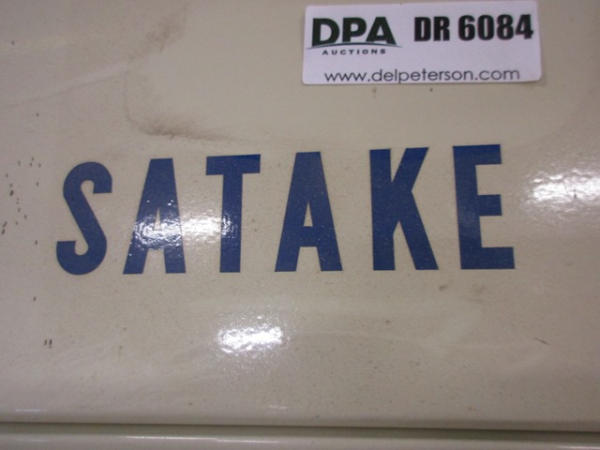 DPA DR 6084
AUCTIONS
www.delpeterson.com
SATAKE